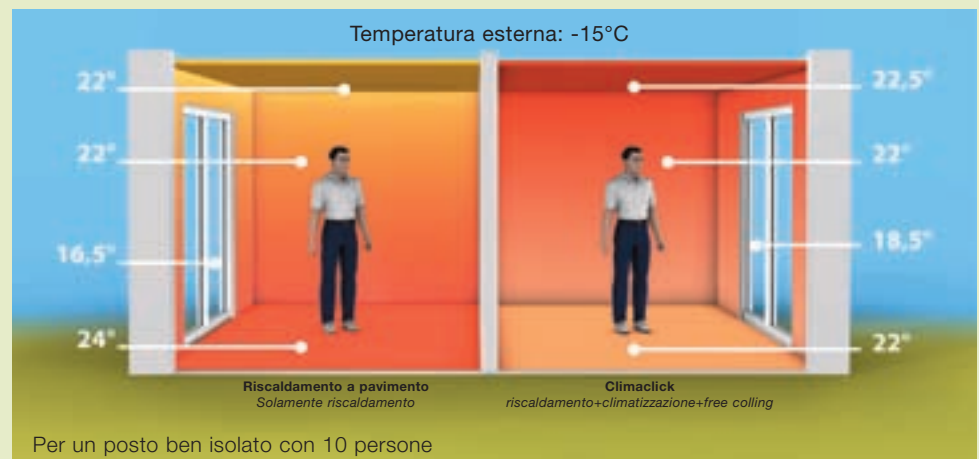 Temperatura esterna: -15°C
22°
22°
16,5°
24°
22,5°
22°
18,5°
22°
Riscaldamento a pavimento
Solamente riscaldamento
Climaclick
riscaldamento+climatizzazione+free colling
Per un posto ben isolato con 10 persone